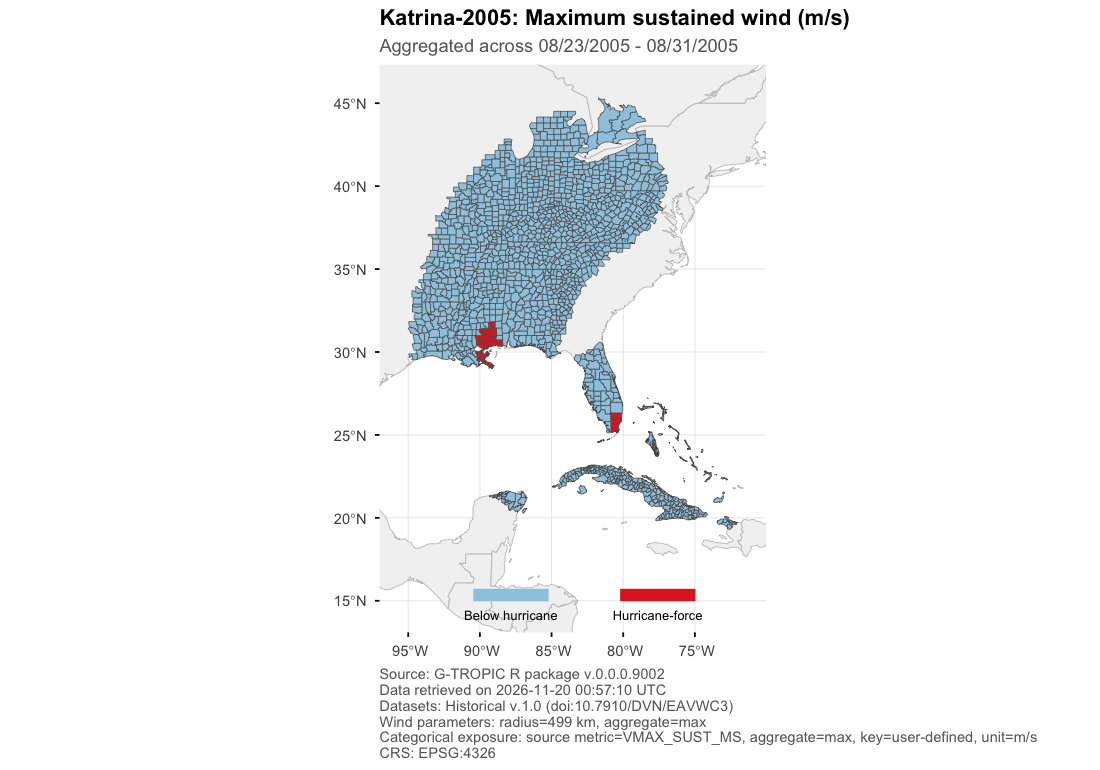 Katrina-2005: Maximum sustained wind (m/s)
Aggregated across 08/23/2005 - 08/31/2005
45°N
40°N
35°N
30°N
25°N
20°N
15°N
Below hurricane
Hurricane-force
95°W
90°W
85°W
80°W
75°W
Source: G-TROPIC R package v.0.0.0.9002
Data retrieved on 2026-11-20 00:57:10 UTC
Datasets: Historical v.1.0 (doi:10.7910/DVN/EAVWC3)
Wind parameters: radius=499 km, aggregate=max
Categorical exposure: source metric=VMAX_SUST_MS, aggregate=max, key=user-defined, unit=m/s
CRS: EPSG:4326